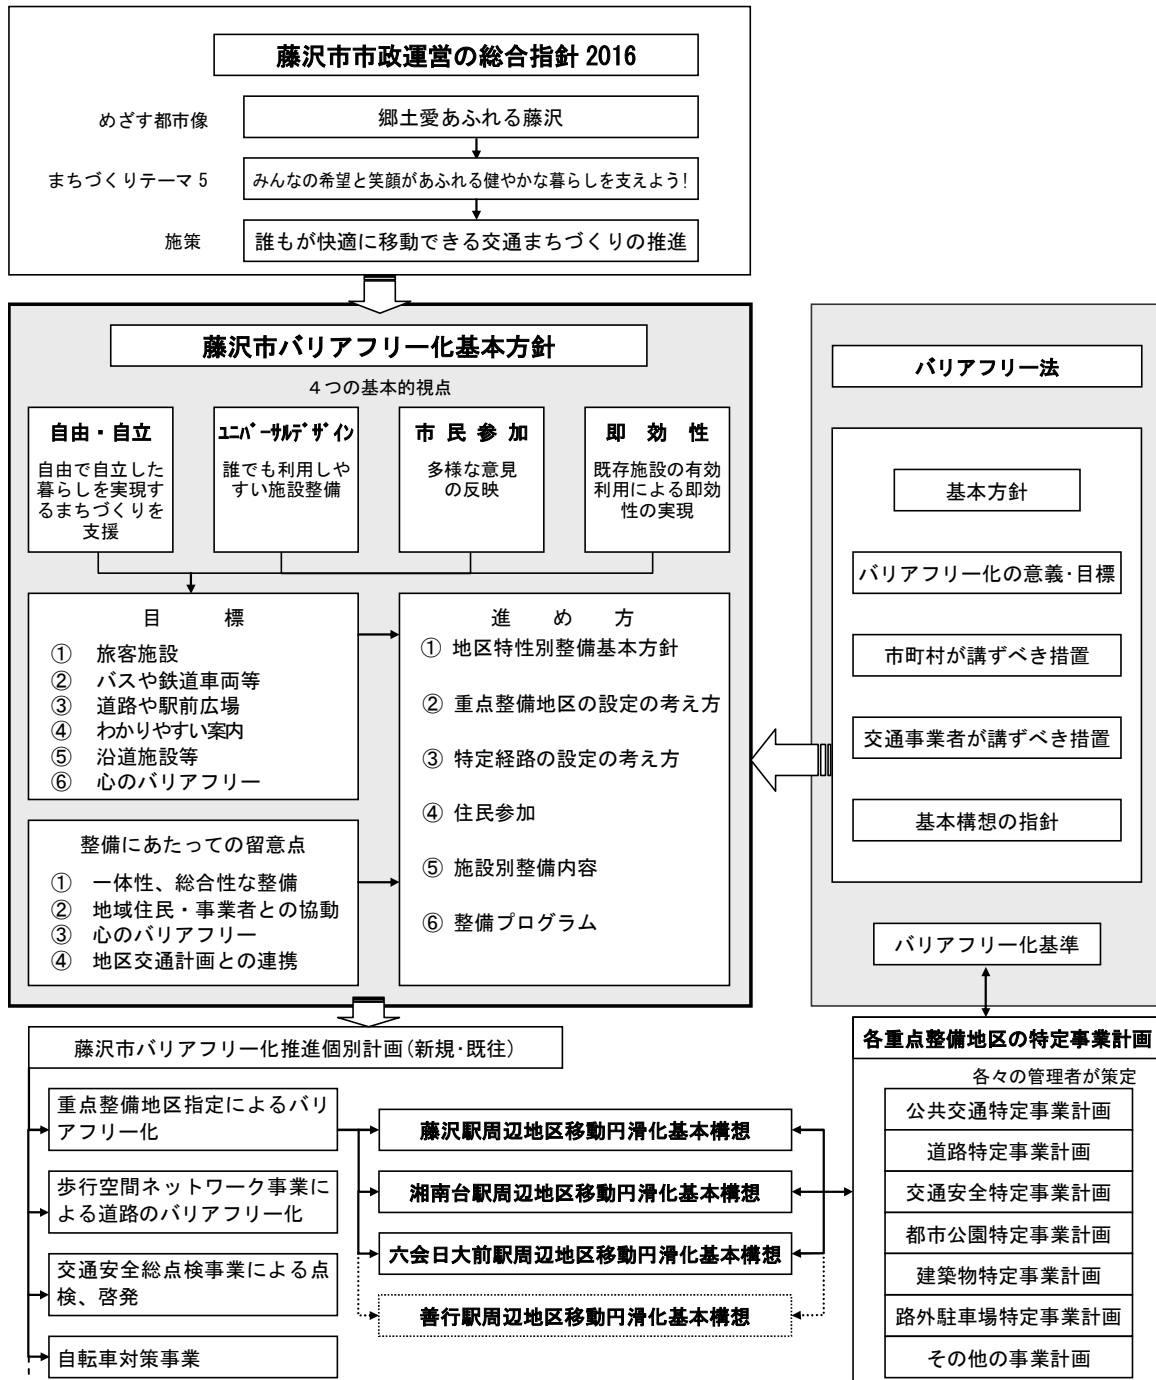 藤沢市市政運営の総合指針 2016
めざす都市像
郷土愛あふれる藤沢
まちづくりテーマ 5
みんなの希望と笑顔があふれる健やかな暮らしを支えよう!
施策
誰もが快適に移動できる交通まちづくりの推進
藤沢市バリアフリー化基本方針
４つの基本的視点
自由・自立
自由で自立した
暮らしを実現す
るまちづくりを
支援
ユニバーサルデザイン
誰でも利用しや
すい施設整備
市 民 参 加
多様な意見
の反映
即 効 性
既存施設の有効
利用による即効
性の実現
目 標
① 旅客施設
② バスや鉄道車両等
③ 道路や駅前広場
④ わかりやすい案内
⑤ 沿道施設等
⑥ 心のバリアフリー
整備にあたっての留意点
① 一体性、総合性な整備
② 地域住民・事業者との協動
③ 心のバリアフリー
④ 地区交通計画との連携
進 め 方
① 地区特性別整備基本方針
② 重点整備地区の設定の考え方
③ 特定経路の設定の考え方
④ 住民参加
⑤ 施設別整備内容
⑥ 整備プログラム
バリアフリー法
基本方針
バリアフリー化の意義･目標
市町村が講ずべき措置
交通事業者が講ずべき措置
基本構想の指針
バリアフリー化基準
藤沢市バリアフリー化推進個別計画(新規･既往)
重点整備地区指定によるバリ
アフリー化
歩行空間ネットワーク事業に
よる道路のバリアフリー化
交通安全総点検事業による点
検、啓発
自転車対策事業
藤沢駅周辺地区移動円滑化基本構想
湘南台駅周辺地区移動円滑化基本構想
六会日大前駅周辺地区移動円滑化基本構想
善行駅周辺地区移動円滑化基本構想
各重点整備地区の特定事業計画
各々の管理者が策定
公共交通特定事業計画
道路特定事業計画
交通安全特定事業計画
都市公園特定事業計画
建築物特定事業計画
路外駐車場特定事業計画
その他の事業計画